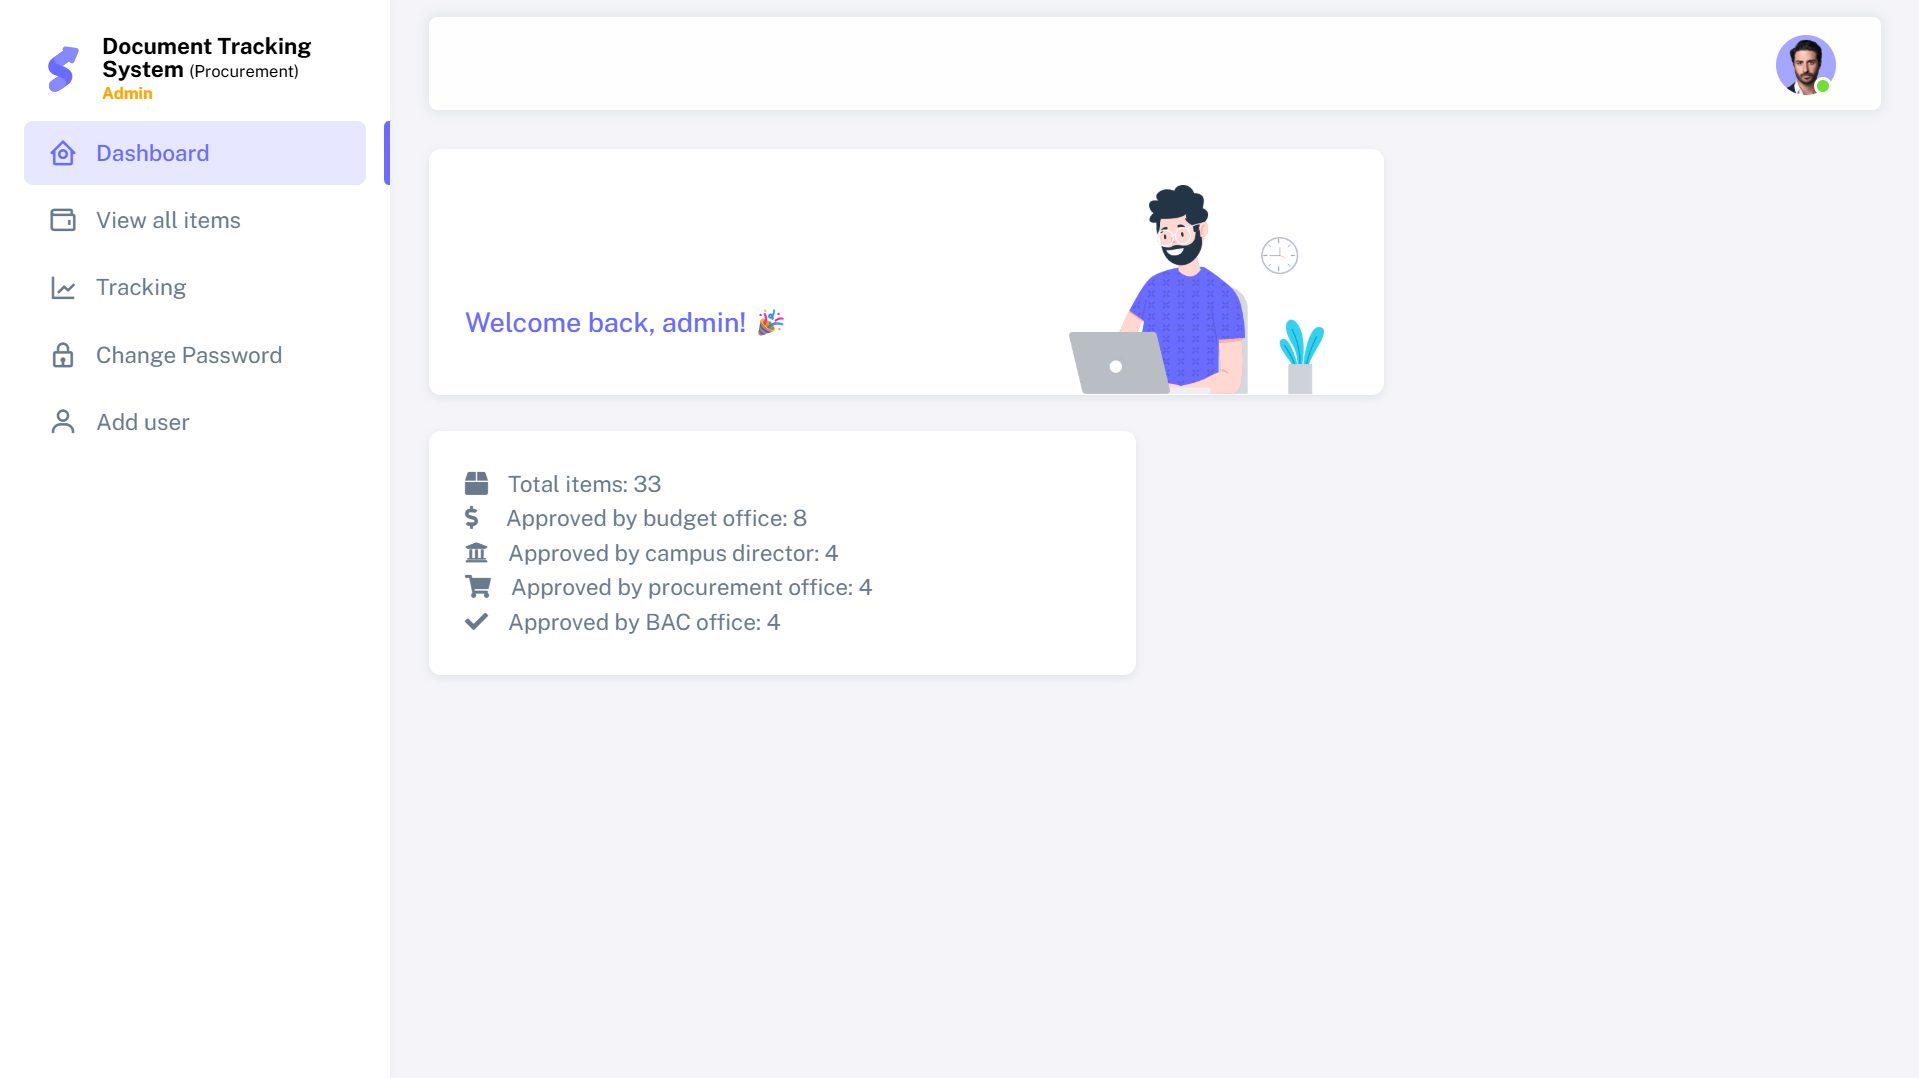 Document Tracking
System (Procurement)
Admin
Dashboard
View all items
Tracking
Change Password
Add user
Welcome back, admin! 🎉
Total items: 33
Approved by budget office: 8
Approved by campus director: 4
Approved by procurement office: 4
Approved by BAC office: 4